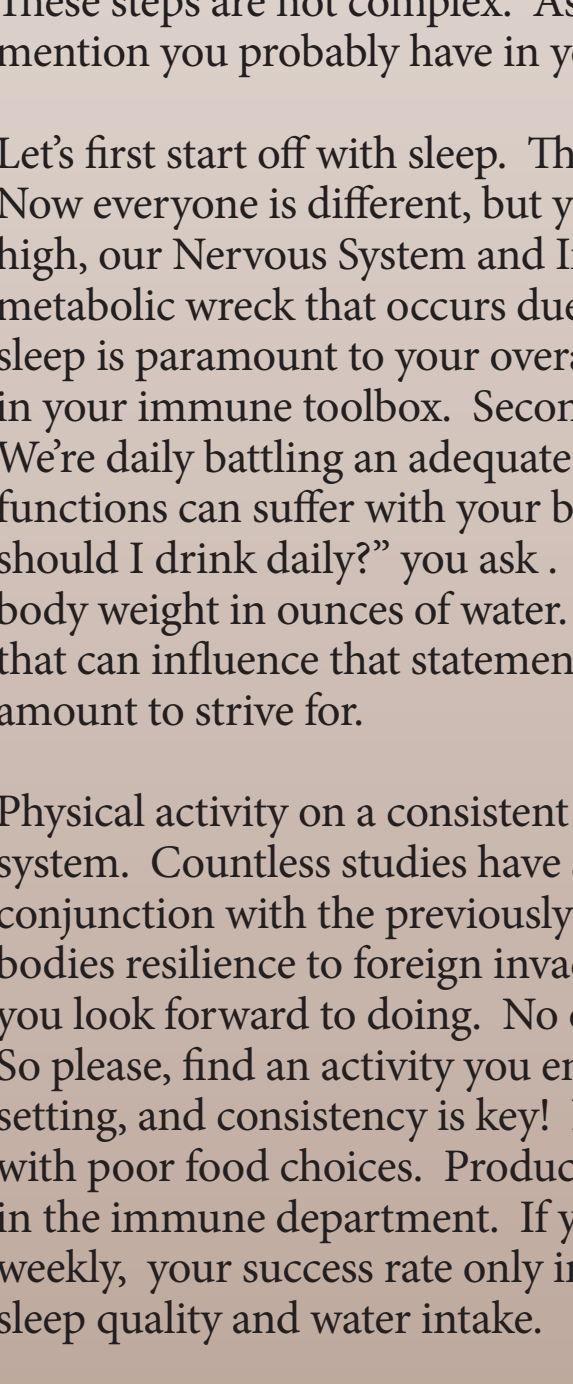 These steps are not complex.  As
mention you probably have in y

Let’s first start off with sleep.  Th
Now everyone is different, but y
high, our Nervous System and I
metabolic wreck that occurs due
sleep is paramount to your over
in your immune toolbox.  Secon
We’re daily battling an adequate
functions can suffer with your b
should I drink daily?” you ask .
body weight in ounces of water.
that can influence that statemen
amount to strive for.

Physical activity on a consistent
system.  Countless studies have
conjunction with the previously
bodies resilience to foreign inva
you look forward to doing.  No
So please, find an activity you en
setting, and consistency is key!
with poor food choices.  Produc
in the immune department.  If y
weekly,  your success rate only in
sleep quality and water intake.